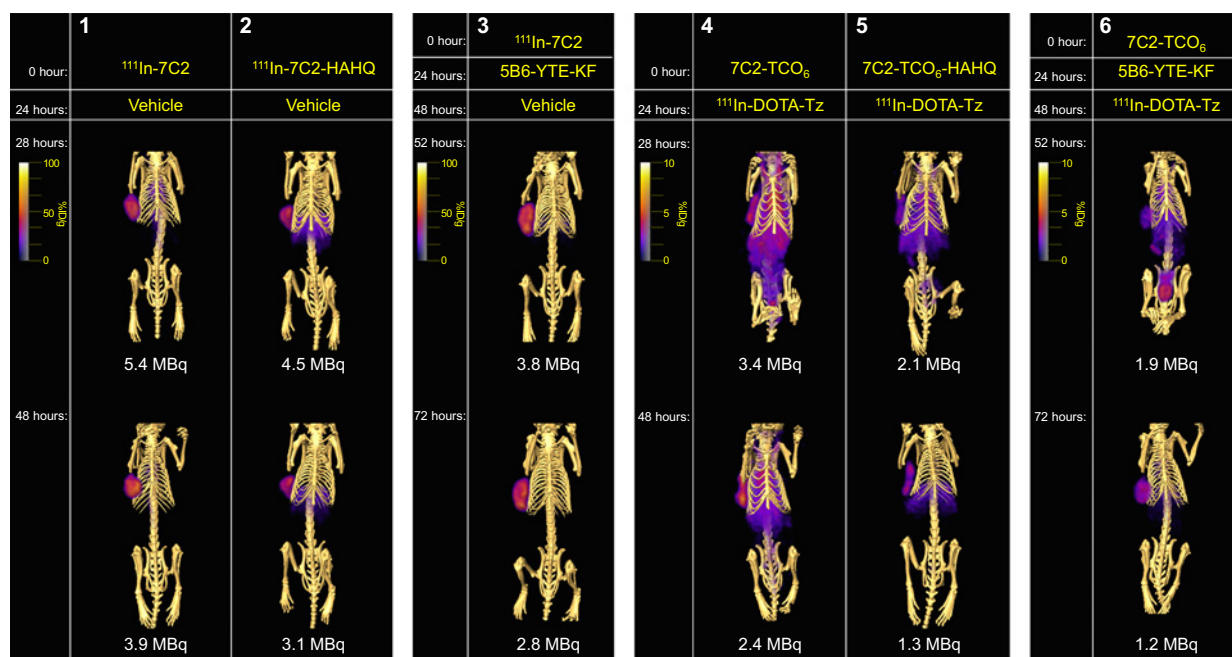 1
2
3
4
5
6
0 hour:
¹¹¹In-7C2
¹¹¹In-7C2-HAHQ
24 hours:
Vehicle
Vehicle
28 hours:
100
50
0
%ID/g
5.4 MBq
4.5 MBq
48 hours:
3.9 MBq
3.1 MBq
0 hour:
¹¹¹In-7C2
24 hours:
5B6-YTE-KF
48 hours:
Vehicle
52 hours:
100
50
0
%ID/g
3.8 MBq
72 hours:
2.8 MBq
0 hour:
7C2-TCO₆
7C2-TCO₆-HAHQ
24 hours:
¹¹¹In-DOTA-Tz
¹¹¹In-DOTA-Tz
28 hours:
10
5
0
%ID/g
3.4 MBq
2.1 MBq
48 hours:
2.4 MBq
1.3 MBq
0 hour:
7C2-TCO₆
24 hours:
5B6-YTE-KF
48 hours:
¹¹¹In-DOTA-Tz
52 hours:
10
5
0
%ID/g
1.9 MBq
72 hours:
1.2 MBq